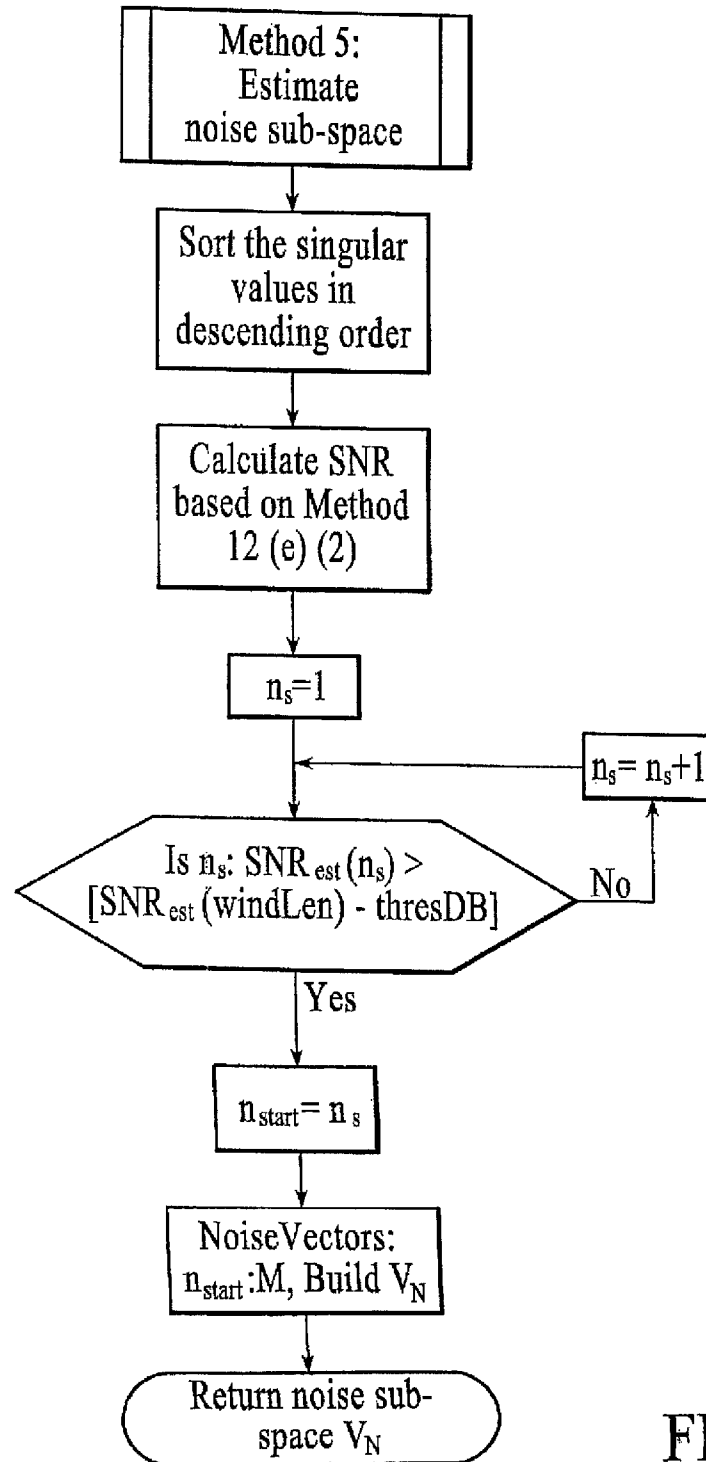 Method 5:
Estimate
noise sub-space
Sort the singular
values in
descending order
Calculate SNR
based on Method
12 (e) (2)
nₛ=1
nₛ= nₛ+1
Is nₛ: SNRₑₛₜ(nₛ) >
[SNRₑₛₜ(windLen) - thresDB]
No
Yes
nₛₜₐᵣₜ= nₛ
NoiseVectors:
nₛₜₐᵣₜ:M, Build V_N
Return noise sub-
space V_N